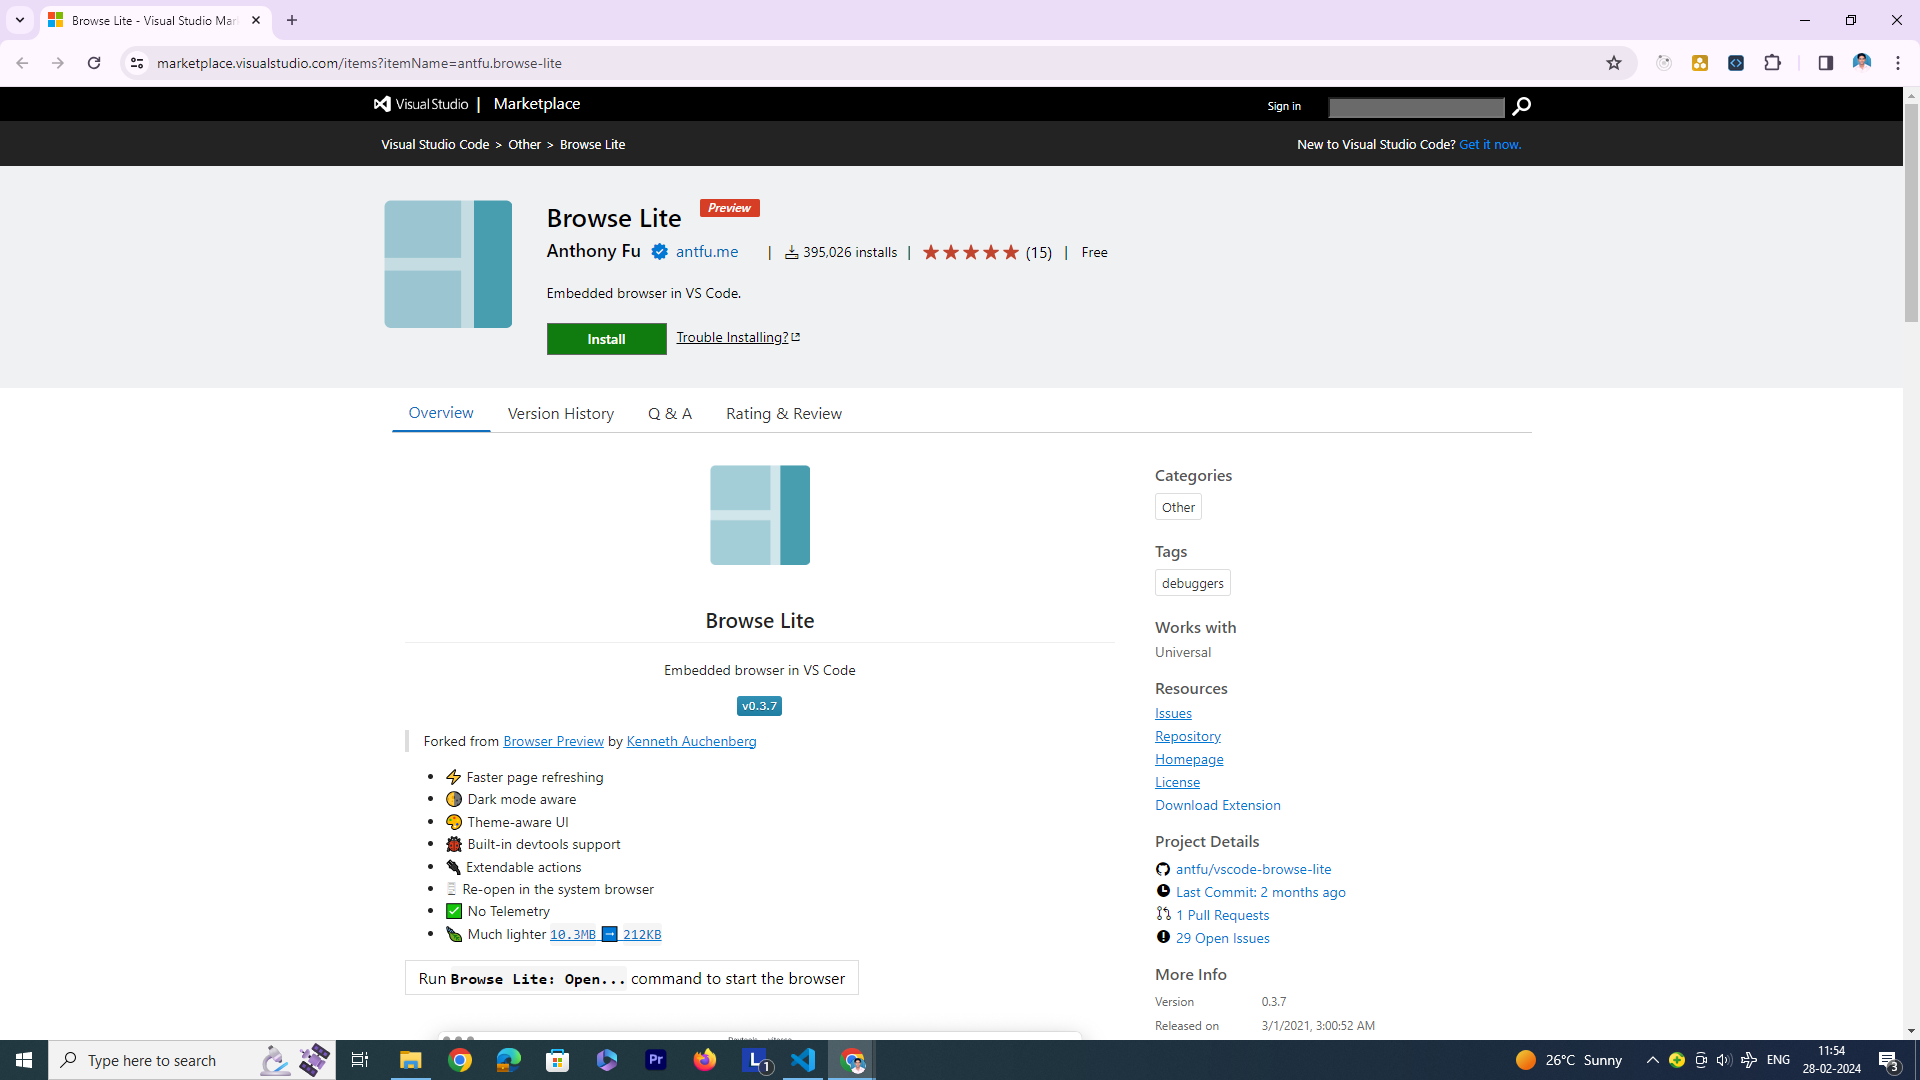 Browse Lite - Visual Studio Mar
marketplace.visualstudio.com/items?itemName=antfu.browse-lite
Visual Studio | Marketplace
Sign in
Visual Studio Code > Other > Browse Lite
New to Visual Studio Code? Get it now.
Browse Lite
Preview
Anthony Fu antfu.me | 395,026 installs | (15) | Free
Embedded browser in VS Code.
Install
Trouble Installing?
Overview
Version History
Q & A
Rating & Review
Browse Lite
Embedded browser in VS Code
v0.3.7
Forked from Browser Preview by Kenneth Auchenberg
• ⚡ Faster page refreshing
• 🌗 Dark mode aware
• 🎨 Theme-aware UI
• 🐞 Built-in devtools support
• 🔌 Extendable actions
• Re-open in the system browser
• ✅ No Telemetry
• 🍃 Much lighter 10.3MB ➡ 212KB
Run Browse Lite: Open... command to start the browser
Categories
Other
Tags
debuggers
Works with
Universal
Resources
Issues
Repository
Homepage
License
Download Extension
Project Details
antfu/vscode-browse-lite
Last Commit: 2 months ago
1 Pull Requests
29 Open Issues
More Info
Version 0.3.7
Released on 3/1/2021, 3:00:52 AM
Type here to search
Pr
L
1
26°C Sunny
ENG
11:54
28-02-2024
3